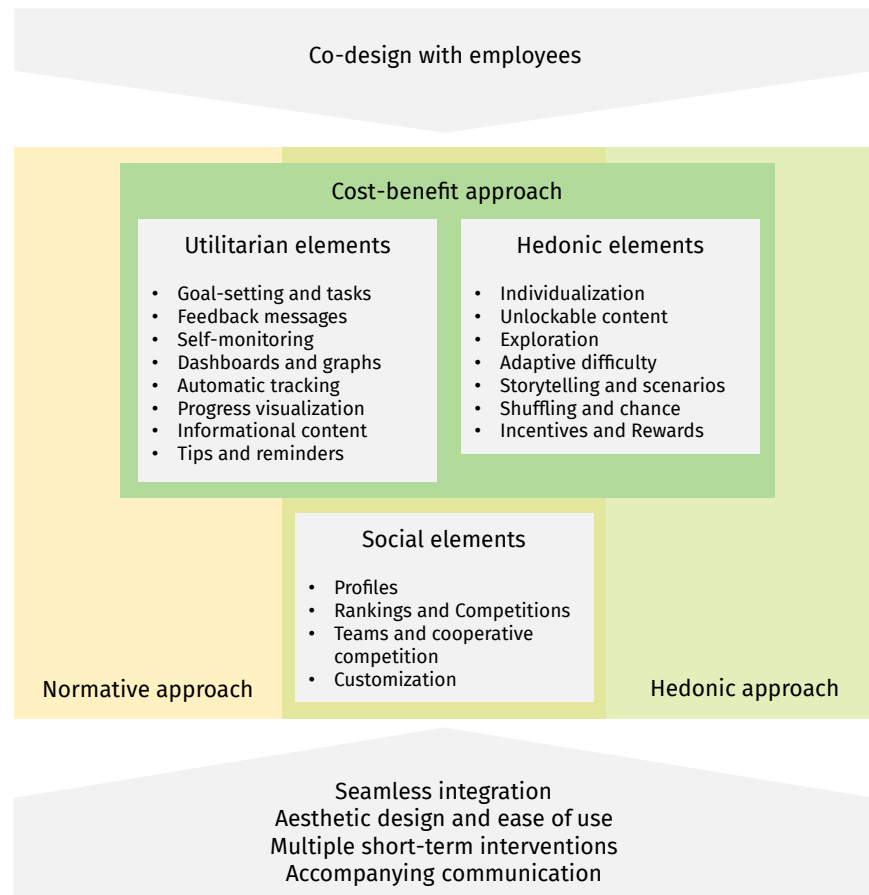 Co-design with employees
Cost-benefit approach
Utilitarian elements
• Goal-setting and tasks
• Feedback messages
• Self-monitoring
• Dashboards and graphs
• Automatic tracking
• Progress visualization
• Informational content
• Tips and reminders
Hedonic elements
• Individualization
• Unlockable content
• Exploration
• Adaptive difficulty
• Storytelling and scenarios
• Shuffling and chance
• Incentives and Rewards
Social elements
• Profiles
• Rankings and Competitions
• Teams and cooperative
competition
• Customization
Normative approach
Hedonic approach
Seamless integration
Aesthetic design and ease of use
Multiple short-term interventions
Accompanying communication